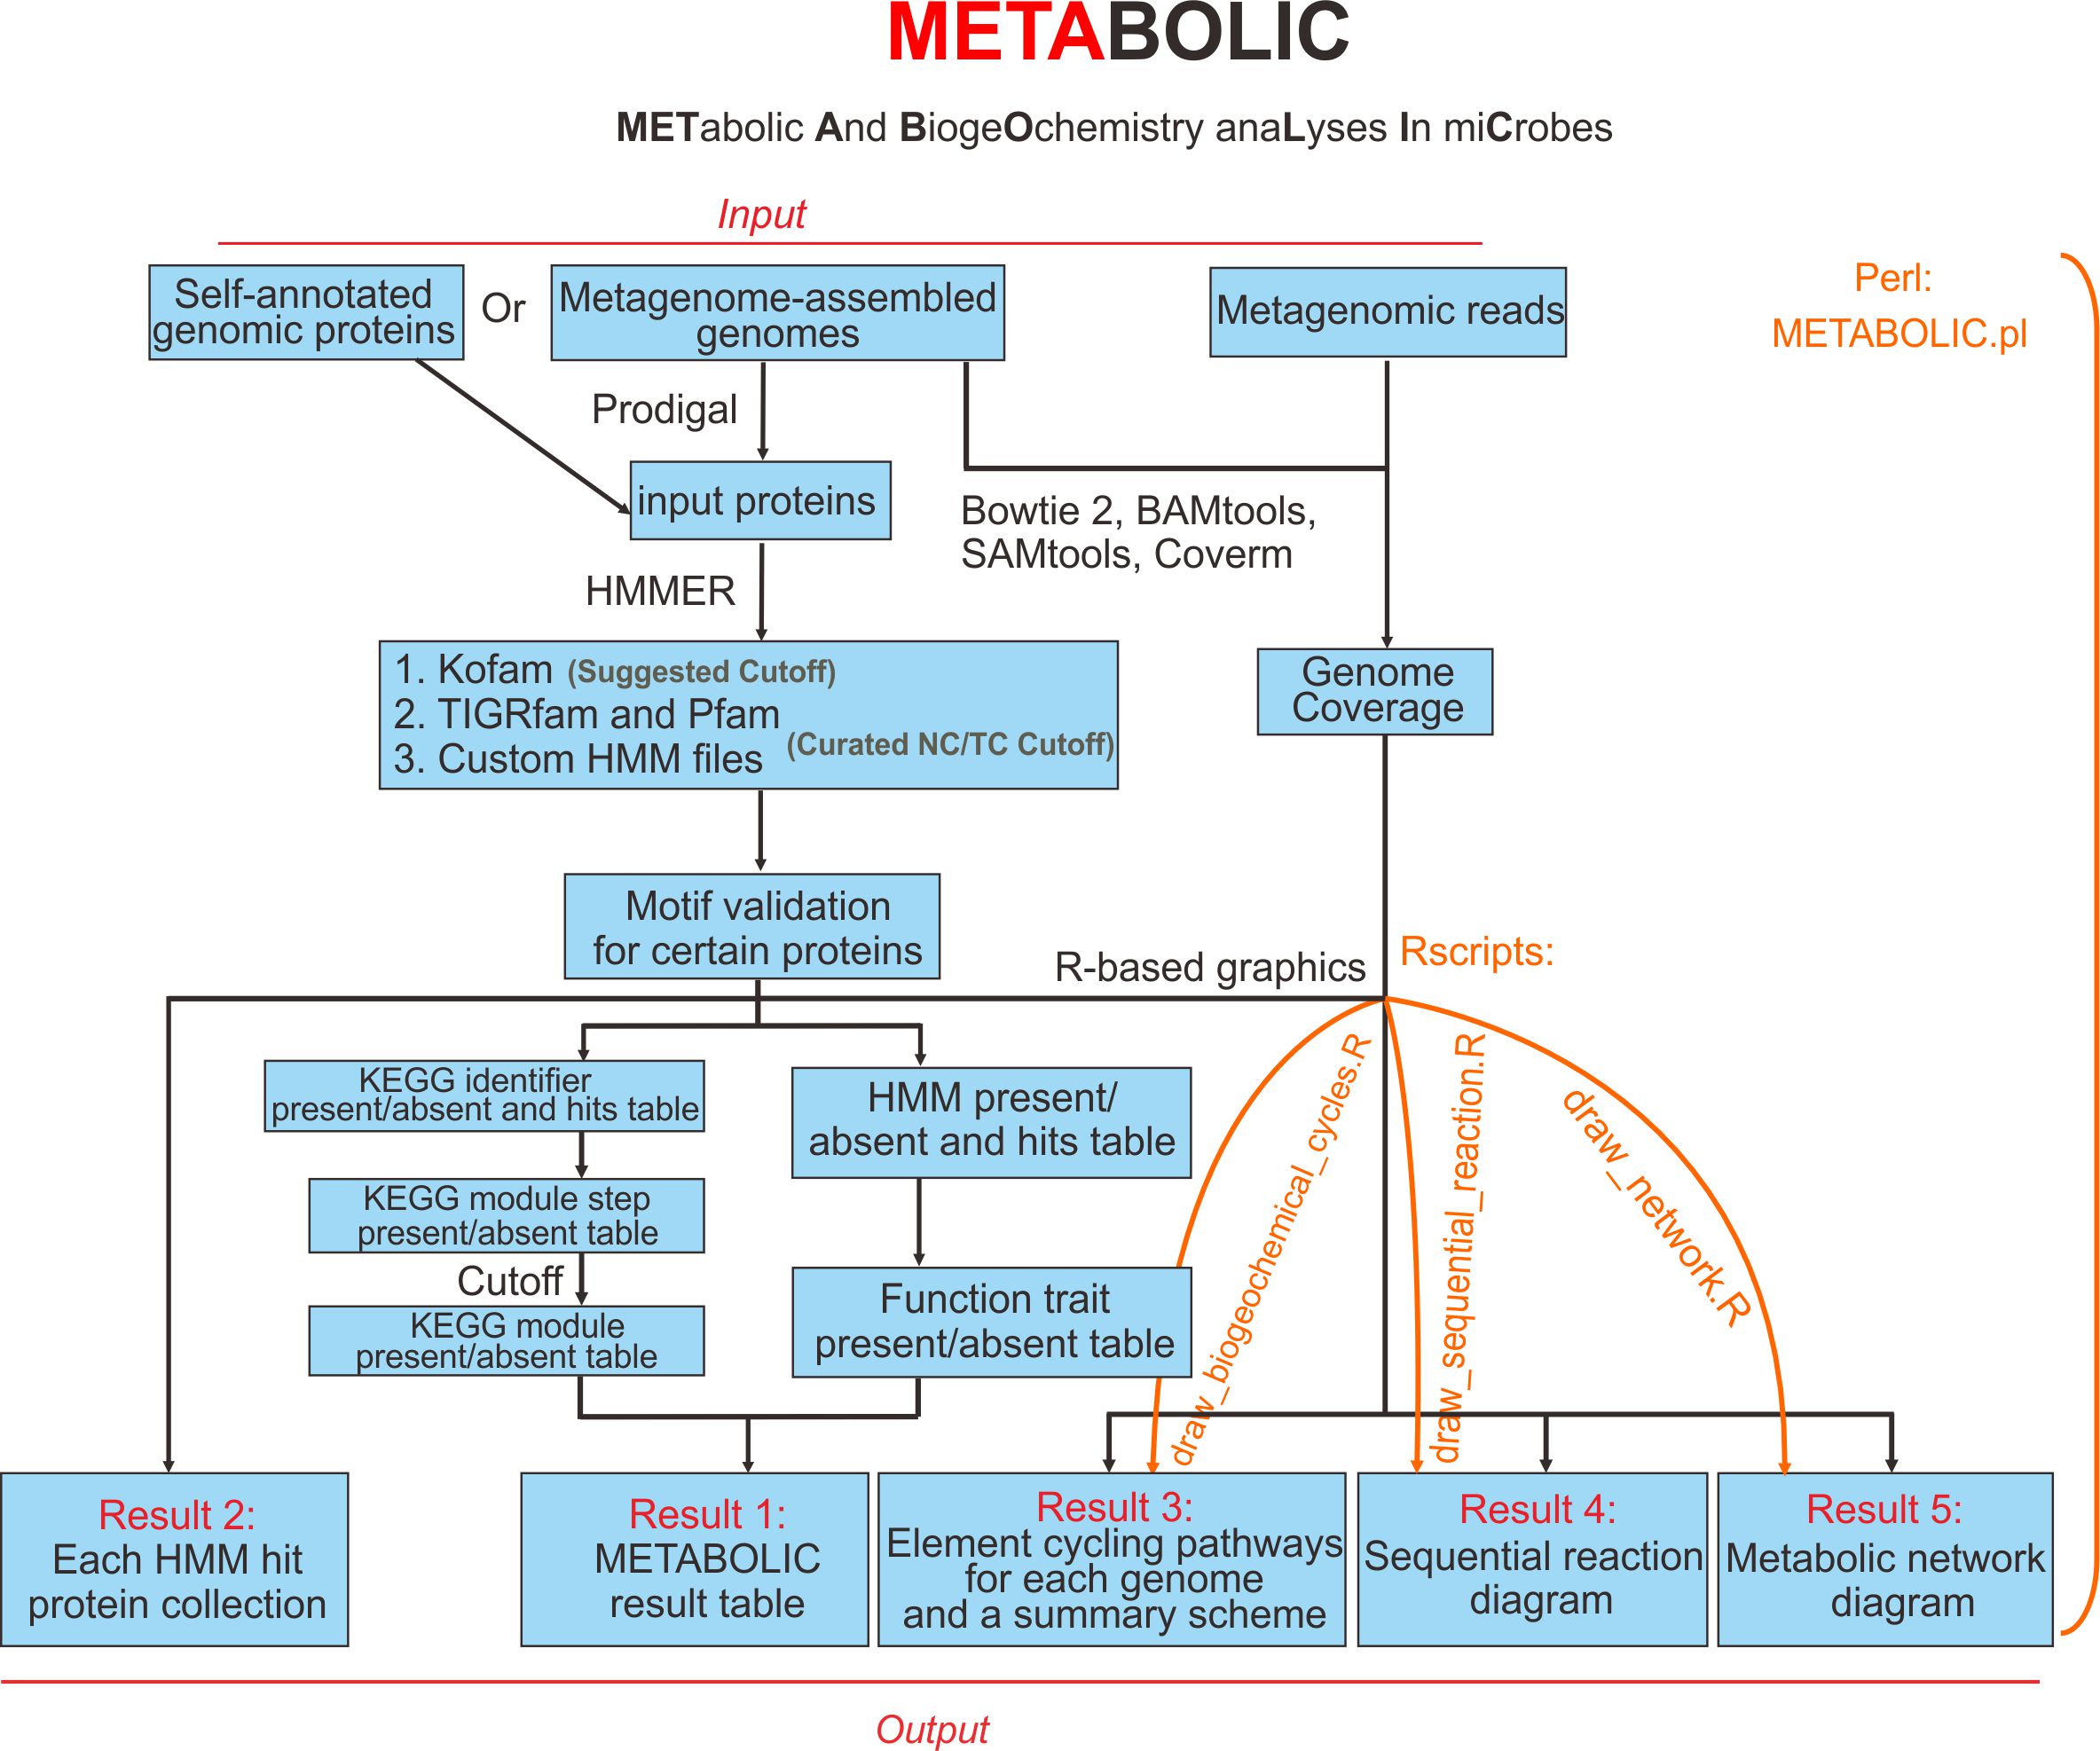 METABOLIC
METabolic And BiogeOchemistry anaLyses In miCrobes
Input
Self-annotated
genomic proteins
Or
Metagenome-assembled
genomes
Metagenomic reads
Perl:
METABOLIC.pl
Prodigal
input proteins
Bowtie 2, BAMtools,
SAMtools, Coverm
HMMER
1. Kofam (Suggested Cutoff)
2. TIGRfam and Pfam
3. Custom HMM files
(Curated NC/TC Cutoff)
Genome
Coverage
Motif validation
for certain proteins
R-based graphics
Rscripts:
KEGG identifier
present/absent and hits table
HMM present/
absent and hits table
draw_biogeochemical_cycles.R
draw_sequential_reaction.R
draw_network.R
KEGG module step
present/absent table
Cutoff
KEGG module
present/absent table
Function trait
present/absent table
Result 2:
Each HMM hit
protein collection
Result 1:
METABOLIC
result table
Result 3:
Element cycling pathways
for each genome
and a summary scheme
Result 4:
Sequential reaction
diagram
Result 5:
Metabolic network
diagram
Output